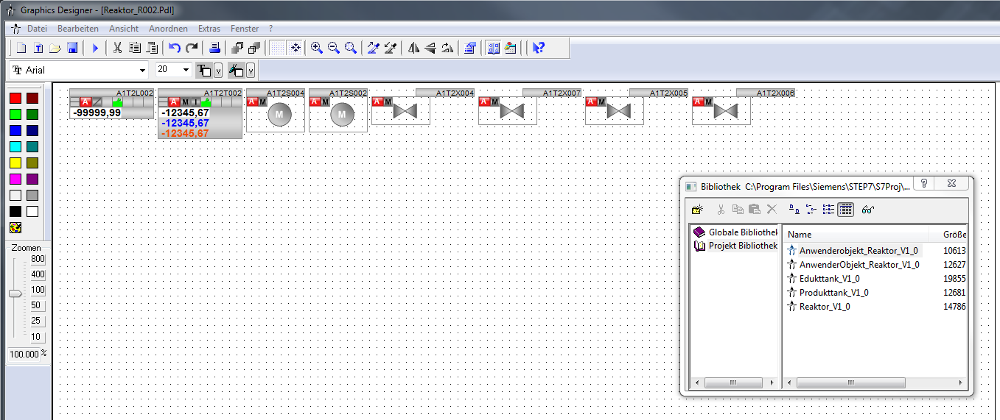 Graphics Designer - [Reaktor_R002.Pdl]
Datei Bearbeiten Ansicht Anordnen Extras Fenster ?
Arial 20
A1T2L002 A1T2T002 A1T2S004 A1T2S002 A1T2X004 A1T2X007 A1T2X005 A1T2X006
A A M A M A M A M A M A M A M
-99999,99 -12345,67 M M
-12345,67
-12345,67
Bibliothek C:\Program Files\Siemens\STEP7\S7Proj\...
Globale Bibliothek
Projekt Bibliothek
Name Größe
Anwenderobjekt_Reaktor_V1_0 10613
AnwenderObjekt_Reaktor_V1_0 12627
Edukttank_V1_0 19855
Produkttank_V1_0 12681
Reaktor_V1_0 14786
Zoomen
800
400
100
50
25
10
100.000 %